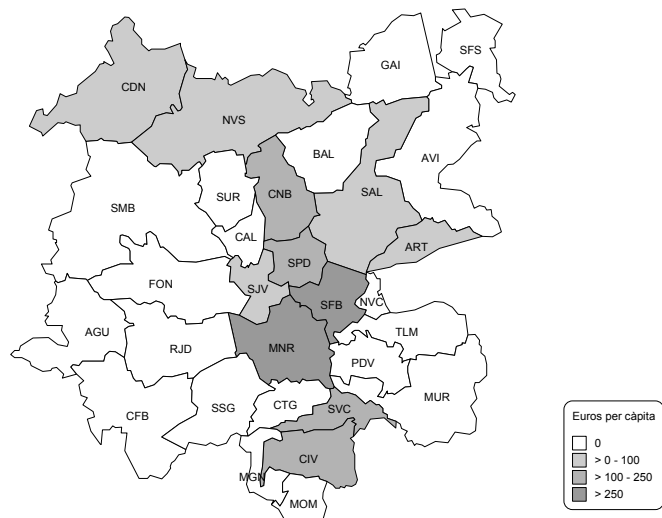 GAI
SFS
CDN
NVS
BAL
AVI
SUR
CNB
SAL
SMB
CAL
ART
SPD
FON
SJV
SFB
NVC
AGU
RJD
MNR
TLM
PDV
CFB
SSG
CTG
SVC
MUR
CIV
MGN
MOM
Euros per càpita
0
> 0 - 100
> 100 - 250
> 250